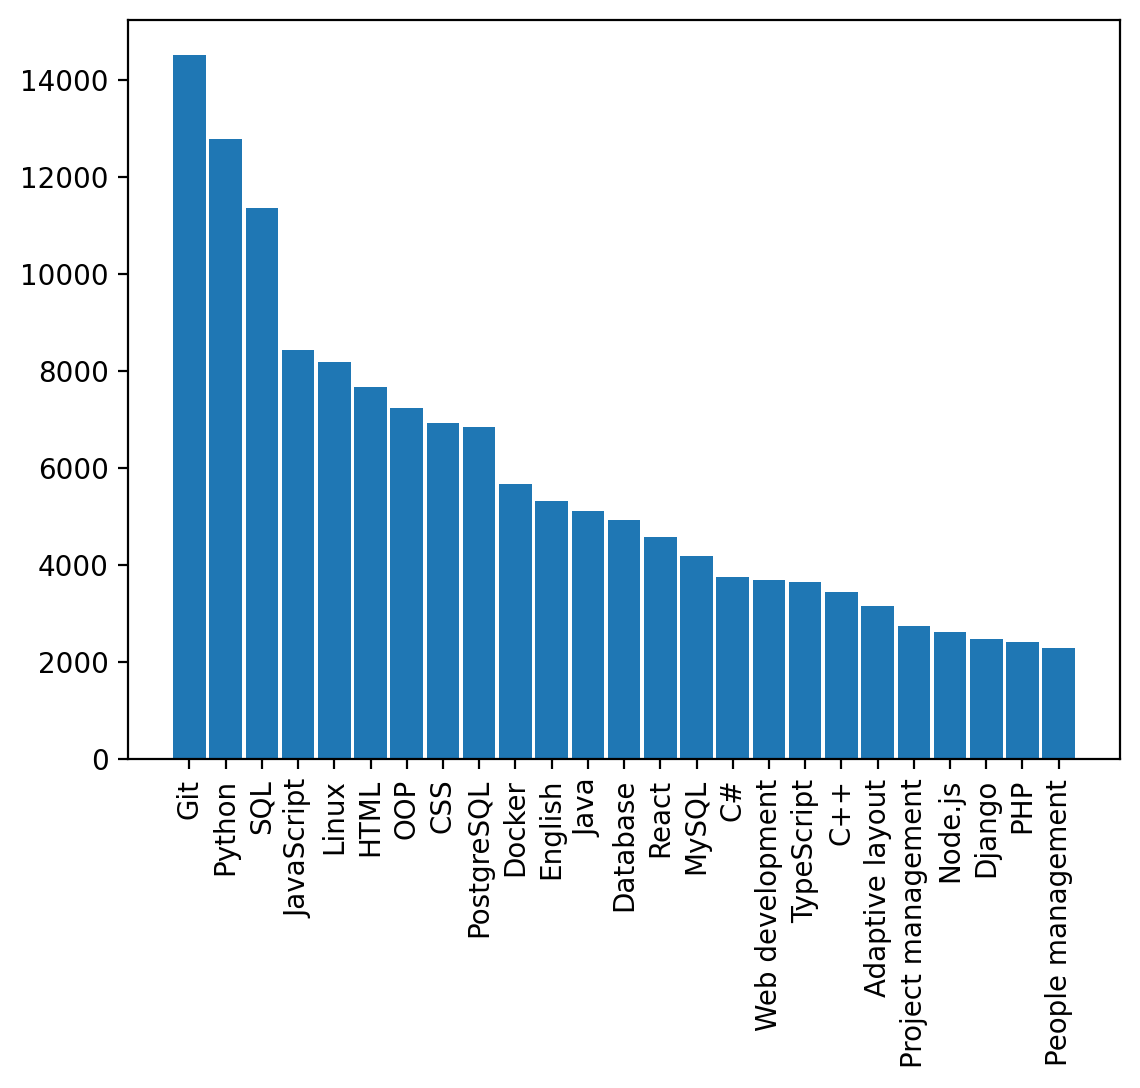 14000
12000
10000
8000
6000
4000
2000
0
Git
Python
SQL
JavaScript
Linux
HTML
OOP
CSS
PostgreSQL
Docker
English
Java
Database
React
MySQL
C#
Web development
TypeScript
C++
Adaptive layout
Project management
Node.js
Django
PHP
People management